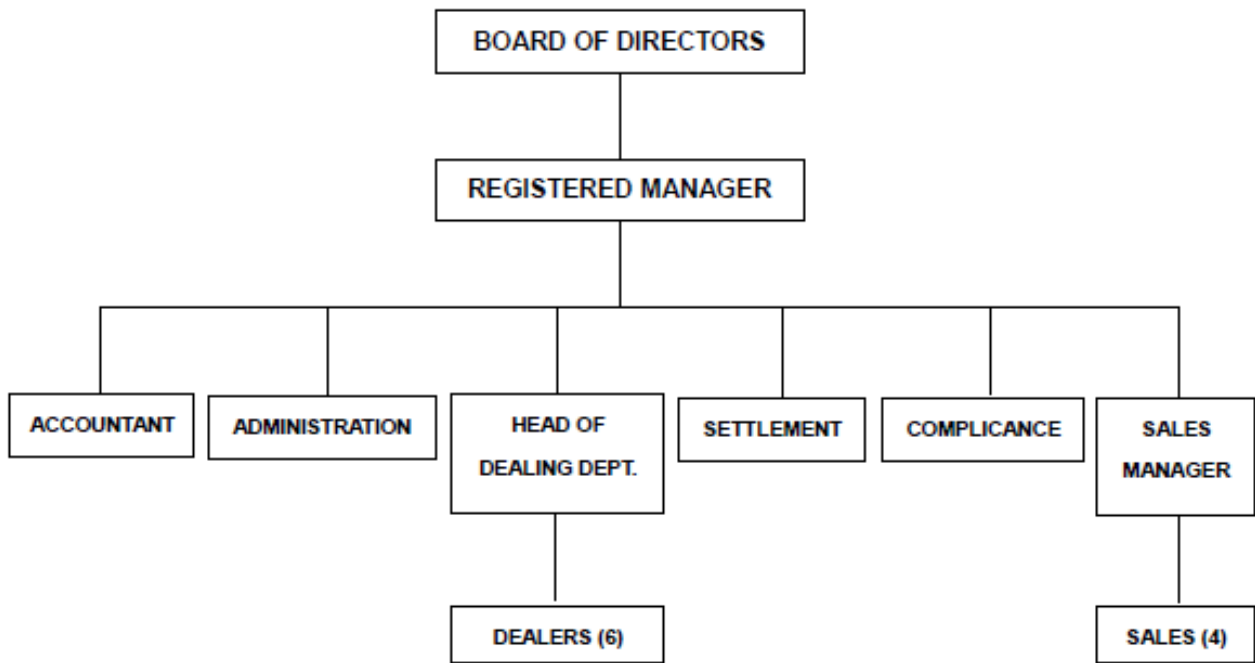 BOARD OF DIRECTORS
REGISTERED MANAGER
ACCOUNTANT
ADMINISTRATION
HEAD OF
DEALING DEPT.
SETTLEMENT
COMPLICANCE
SALES
MANAGER
DEALERS (6)
SALES (4)